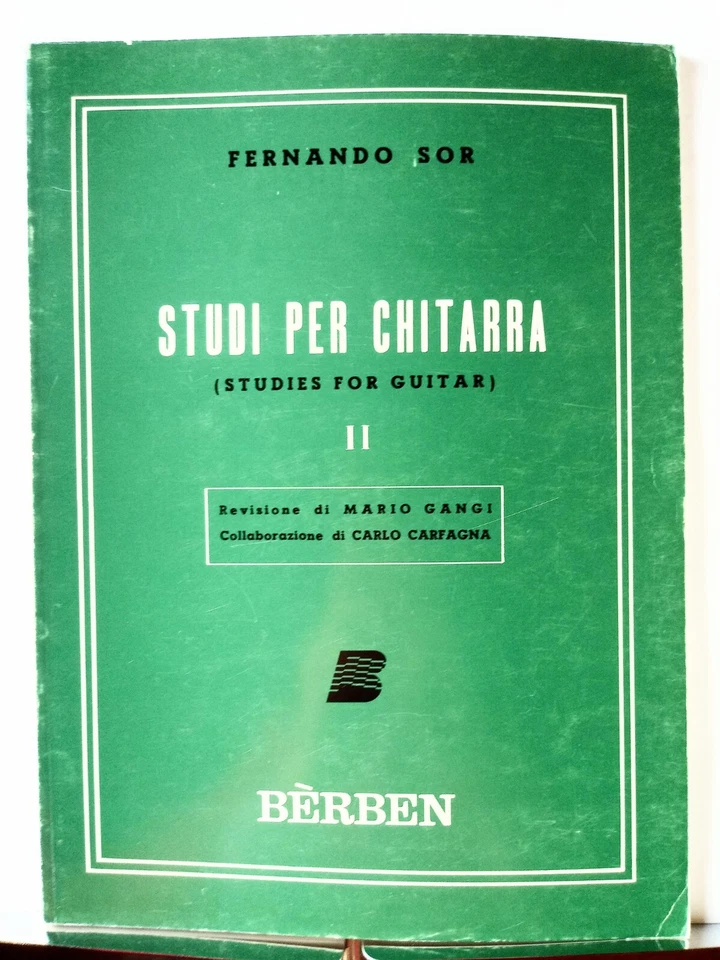 FERNANDO SOR
STUDI PER CHITARRA
(STUDIES FOR GUITAR)
II
Revisione di MARIO GANGI
Collaborazione di CARLO CARFAGNA
B
BÈRBEN